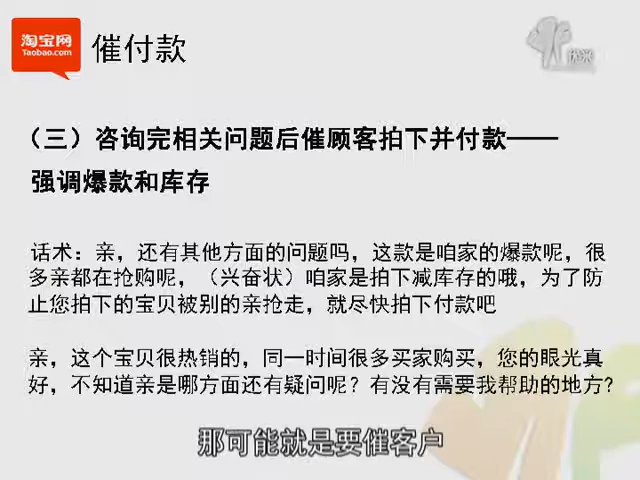 淘宝网
Taobao.com
催付款
优米
（三）咨询完相关问题后催顾客拍下并付款——
强调爆款和库存
话术：亲，还有其他方面的问题吗，这款是咱家的爆款呢，很
多亲都在抢购呢，（兴奋状）咱家是拍下减库存的哦，为了防
止您拍下的宝贝被别的亲抢走，就尽快拍下付款吧
亲，这个宝贝很热销的，同一时间很多买家购买，您的眼光真
好，不知道亲是哪方面还有疑问呢？有没有需要我帮助的地方？
那可能就是要催客户